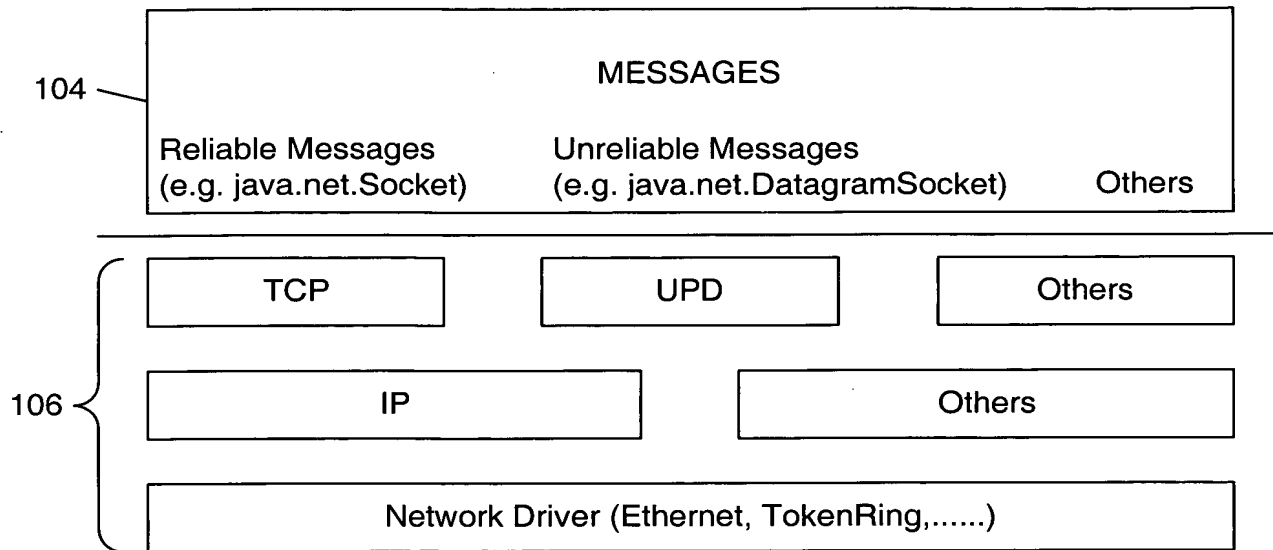 MESSAGES
104
Reliable Messages
(e.g. java.net.Socket)
Unreliable Messages
(e.g. java.net.DatagramSocket)
Others
TCP
UPD
Others
106
IP
Others
Network Driver (Ethernet, TokenRing,......)